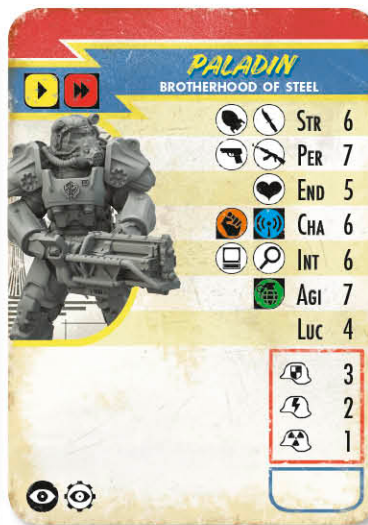 PALADIN
BROTHERHOOD OF STEEL
STR 6
PER 7
END 5
CHA 6
INT 6
AGI 7
LUC 4
3
2
1